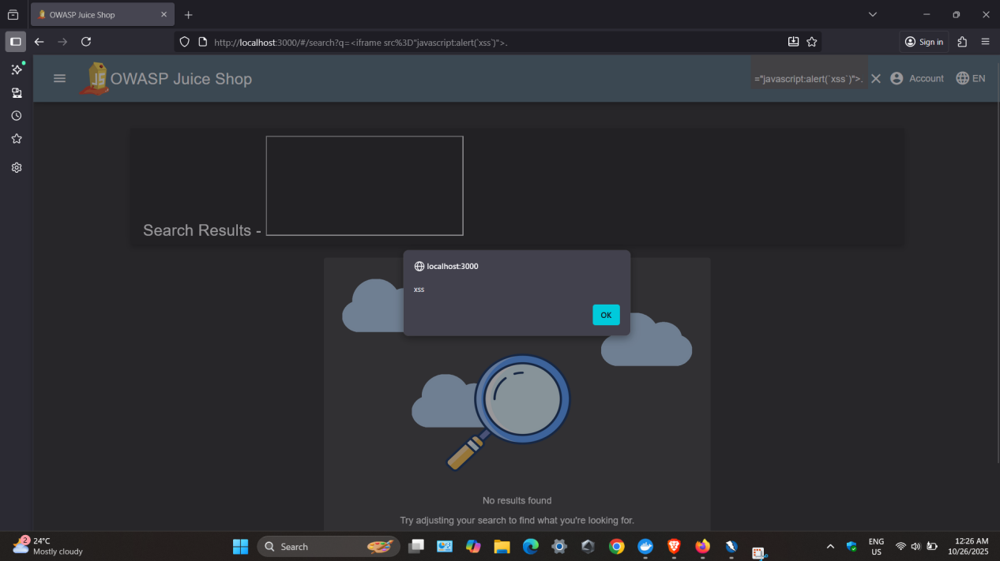 OWASP Juice Shop
http://localhost:3000/#/search?q=<iframe src%3D"javascript:alert(`xss`)">.
Sign in
JS
OWASP Juice Shop
="javascript:alert(`xss`)">.
Account
EN
Search Results -
localhost:3000
xss
OK
No results found
Try adjusting your search to find what you're looking for.
2
24°C
Mostly cloudy
Search
ENG
US
12:26 AM
10/26/2025